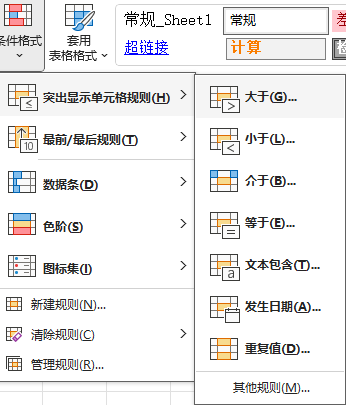 条件格式
套用
表格格式
常规_Sheet1
常规
超链接
计算
突出显示单元格规则(H)
最前/最后规则(T)
数据条(D)
色阶(S)
图标集(I)
新建规则(N)...
清除规则(C)
管理规则(R)...
大于(G)...
小于(L)...
介于(B)...
等于(E)...
文本包含(T)...
发生日期(A)...
重复值(D)...
其他规则(M)...